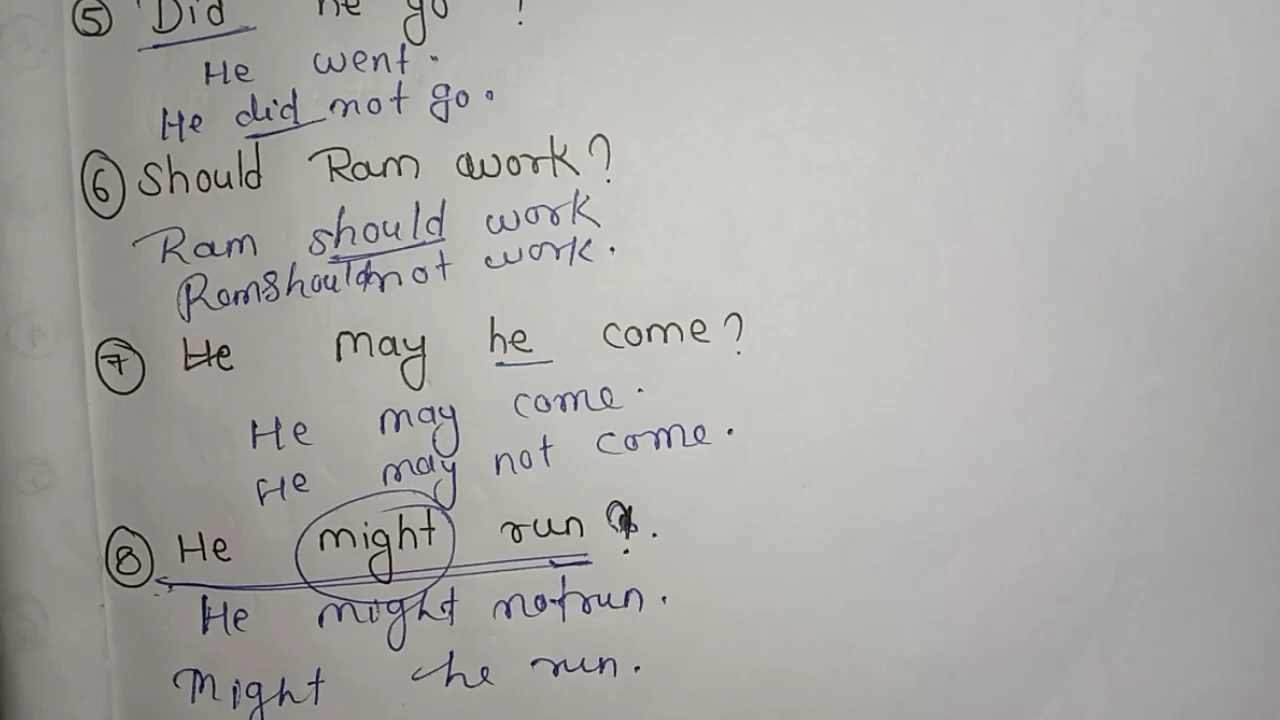 ⑤ Did he go ?
He went.
He did not go.
⑥ Should Ram work?
Ram should work
Ram should not work.
⑦ He may he come?
He may come.
He may not come.
⑧ He might run .
He might not run.
Might he run.